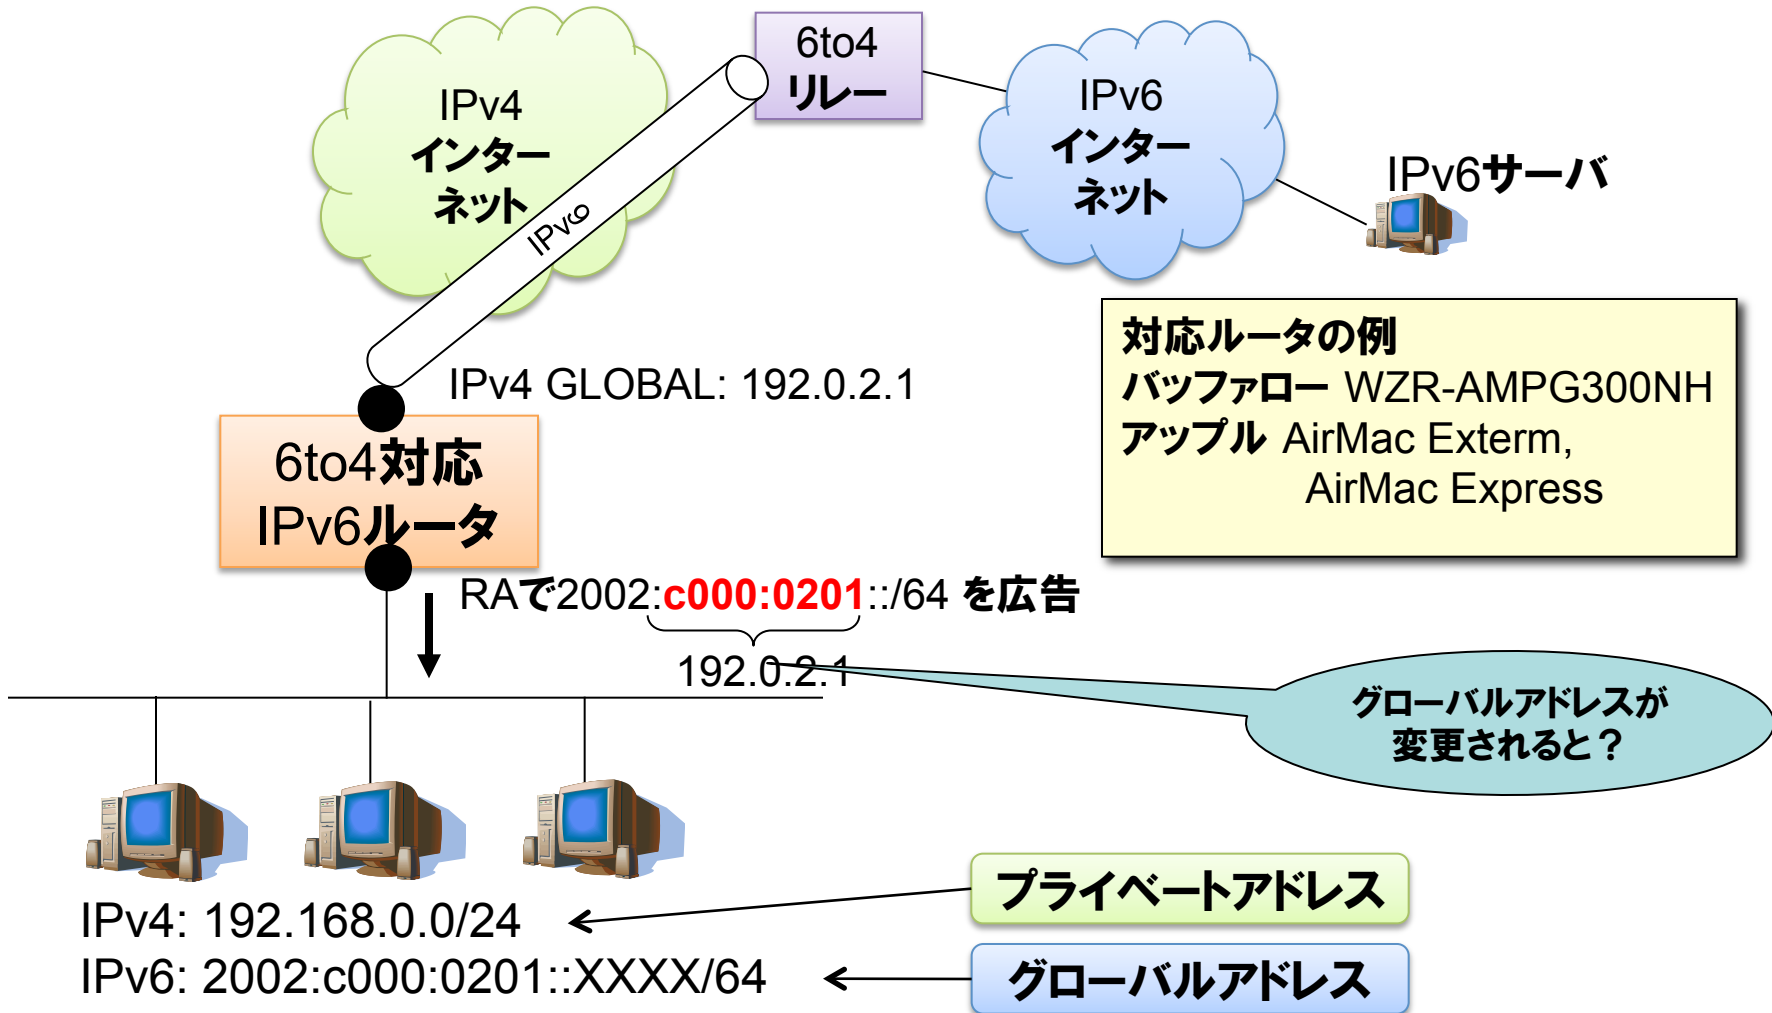 6to4
リレー
IPv4
インター
ネット
IPv6
IPv6
インター
ネット
IPv6サーバ
対応ルータの例
バッファロー WZR-AMPG300NH
アップル AirMac Exterm,
AirMac Express
IPv4 GLOBAL: 192.0.2.1
6to4対応
IPv6ルータ
RAで2002:c000:0201::/64 を広告
192.0.2.1
グローバルアドレスが
変更されると？
プライベートアドレス
IPv4: 192.168.0.0/24
IPv6: 2002:c000:0201::XXXX/64
グローバルアドレス